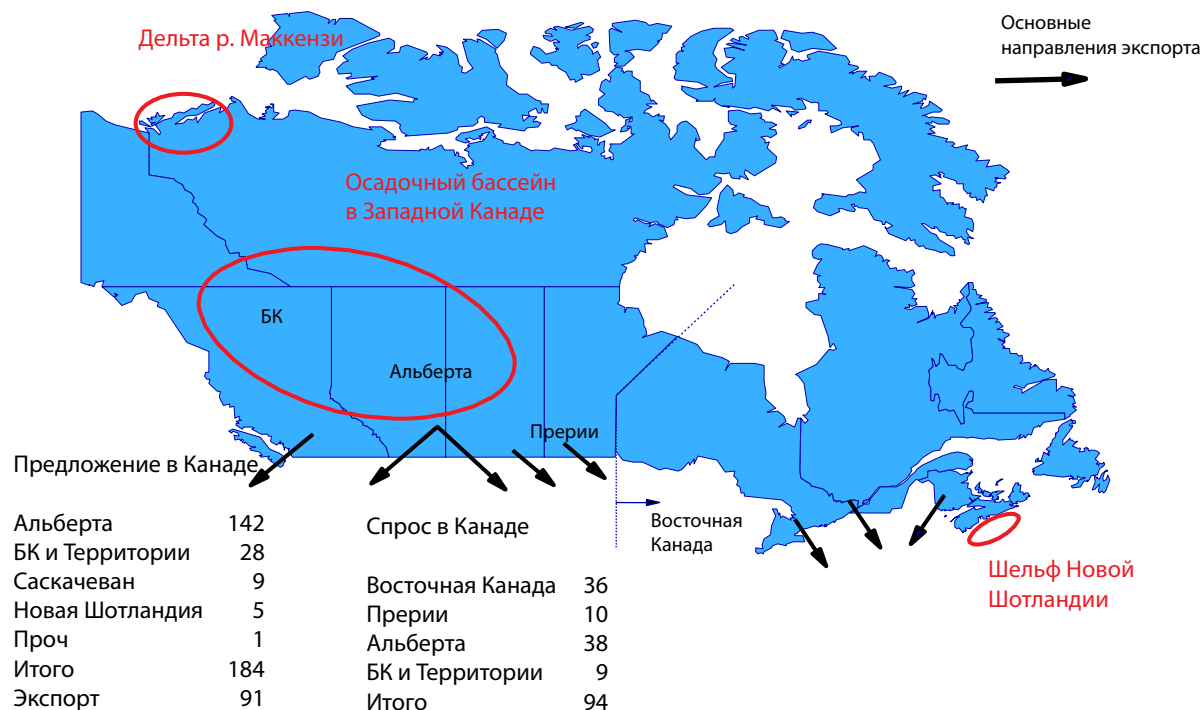 Дельта р. Маккензи
Основные
направления экспорта
Осадочный бассейн
в Западной Канаде
БК
Альберта
Прерии
Восточная
Канада
Шельф Новой
Шотландии
Предложение в Канаде
Альберта 142
БК и Территории 28
Саскачеван 9
Новая Шотландия 5
Проч 1
Итого 184
Экспорт 91
Спрос в Канаде
Восточная Канада 36
Прерии 10
Альберта 38
БК и Территории 9
Итого 94